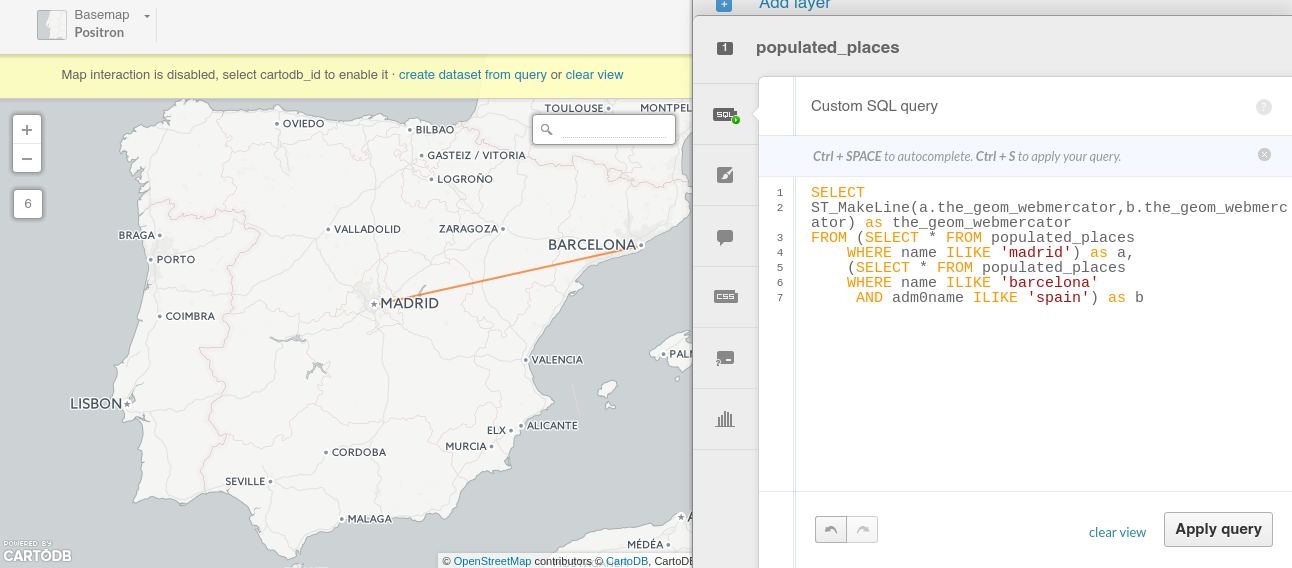 Basemap
Positron
Add layer
1
populated_places
Map interaction is disabled, select cartodb_id to enable it · create dataset from query or clear view
+
−
6
TOULOUSE
MONTPEL
OVIEDO
BILBAO
GASTEIZ / VITORIA
LOGROÑO
VALLADOLID
ZARAGOZA
BRAGA
BARCELONA
PORTO
MADRID
COIMBRA
VALENCIA
PALM
LISBON
ELX
ALICANTE
MURCIA
CORDOBA
SEVILLE
MALAGA
MÉDÉA
POWERED BY
CARTODB
© OpenStreetMap contributors © CartoDB, CartoDB
SQL
CSS
Custom SQL query
?
Ctrl + SPACE to autocomplete. Ctrl + S to apply your query.
1 SELECT
2 ST_MakeLine(a.the_geom_webmercator,b.the_geom_webmerc
ator) as the_geom_webmercator
3 FROM (SELECT * FROM populated_places
4 WHERE name ILIKE 'madrid') as a,
5 (SELECT * FROM populated_places
6 WHERE name ILIKE 'barcelona'
7 AND adm0name ILIKE 'spain') as b
clear view
Apply query